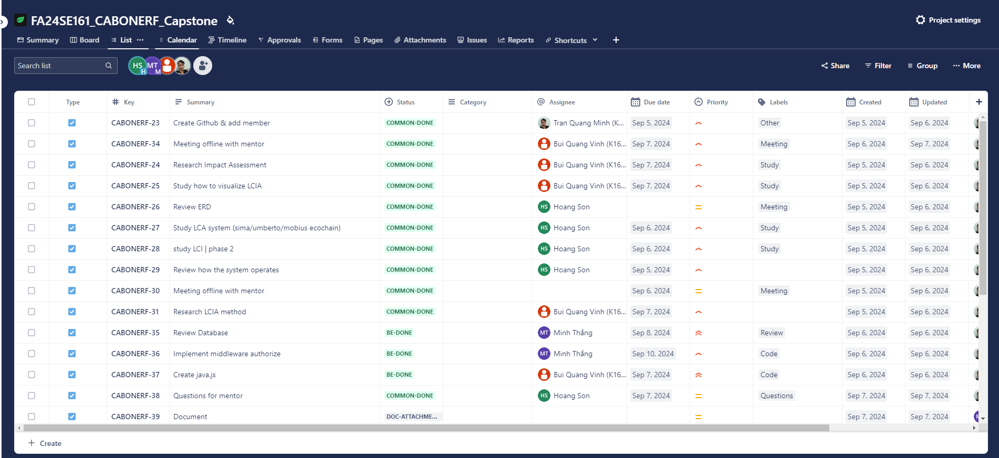 FA24SE161_CABONERF_Capstone
Project settings
Summary Board List Calendar Timeline Approvals Forms Pages Attachments Issues Reports Shortcuts
Search list HS H MT M Share Filter Group More
Type Key Summary Status Category Assignee Due date Priority Labels Created Updated
CABONERF-23 Create Github & add member COMMON-DONE Tran Quang Minh (K... Sep 5, 2024 Other Sep 5, 2024 Sep 6, 2024
CABONERF-34 Meeting offline with mentor COMMON-DONE Bui Quang Vinh (K16... Sep 7, 2024 Meeting Sep 6, 2024 Sep 7, 2024
CABONERF-24 Research Impact Assessment COMMON-DONE Bui Quang Vinh (K16... Sep 7, 2024 Study Sep 5, 2024 Sep 6, 2024
CABONERF-25 Study how to visualize LCIA COMMON-DONE Bui Quang Vinh (K16... Sep 7, 2024 Study Sep 5, 2024 Sep 6, 2024
CABONERF-26 Review ERD COMMON-DONE HS Hoang Son Meeting Sep 5, 2024 Sep 6, 2024
CABONERF-27 Study LCA system (sima/umberto/mobius ecochain) COMMON-DONE HS Hoang Son Sep 6, 2024 Study Sep 5, 2024 Sep 6, 2024
CABONERF-28 study LCI | phase 2 COMMON-DONE HS Hoang Son Sep 6, 2024 Study Sep 5, 2024 Sep 6, 2024
CABONERF-29 Review how the system operates COMMON-DONE HS Hoang Son Sep 5, 2024 Sep 5, 2024 Sep 6, 2024
CABONERF-30 Meeting offline with mentor COMMON-DONE Sep 6, 2024 Meeting Sep 5, 2024 Sep 6, 2024
CABONERF-31 Research LCIA method COMMON-DONE Bui Quang Vinh (K16... Sep 7, 2024 Sep 5, 2024 Sep 6, 2024
CABONERF-35 Review Database BE-DONE MT Minh Thắng Sep 8, 2024 Review Sep 6, 2024 Sep 6, 2024
CABONERF-36 Implement middleware authorize BE-DONE MT Minh Thắng Sep 10, 2024 Code Sep 6, 2024 Sep 6, 2024
CABONERF-37 Create java.js BE-DONE Bui Quang Vinh (K16... Sep 7, 2024 Code Sep 6, 2024 Sep 6, 2024
CABONERF-38 Questions for mentor COMMON-DONE HS Hoang Son Sep 7, 2024 Questions Sep 7, 2024 Sep 7, 2024
CABONERF-39 Document DOC-ATTACHME... Sep 7, 2024 Sep 7, 2024
Create